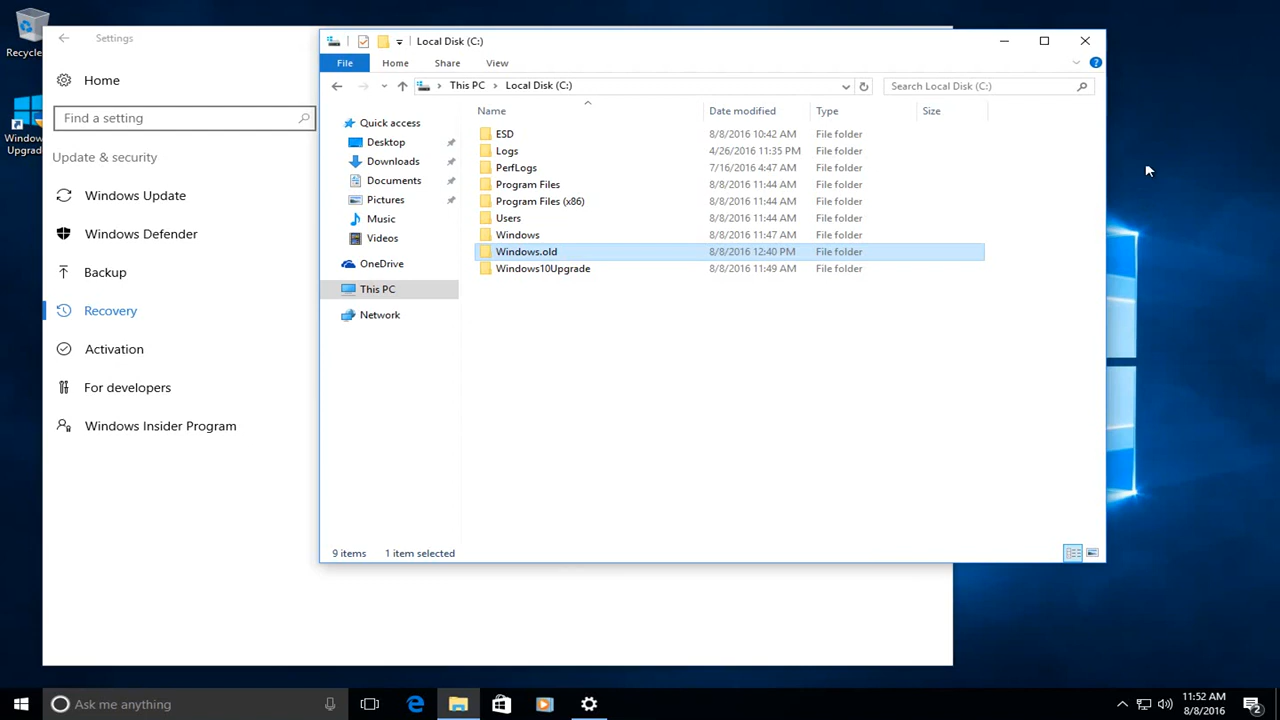 Recycle
Window
Upgrad
Settings
Home
Find a setting
Update & security
Windows Update
Windows Defender
Backup
Recovery
Activation
For developers
Windows Insider Program
Local Disk (C:)
File Home Share View
This PC Local Disk (C:)
Search Local Disk (C:)
Quick access
Desktop
Downloads
Documents
Pictures
Music
Videos
OneDrive
This PC
Network
Name Date modified Type Size
ESD 8/8/2016 10:42 AM File folder
Logs 4/26/2016 11:35 PM File folder
PerfLogs 7/16/2016 4:47 AM File folder
Program Files 8/8/2016 11:44 AM File folder
Program Files (x86) 8/8/2016 11:44 AM File folder
Users 8/8/2016 11:44 AM File folder
Windows 8/8/2016 11:47 AM File folder
Windows.old 8/8/2016 12:40 PM File folder
Windows10Upgrade 8/8/2016 11:49 AM File folder
9 items 1 item selected
Ask me anything
11:52 AM
8/8/2016
2